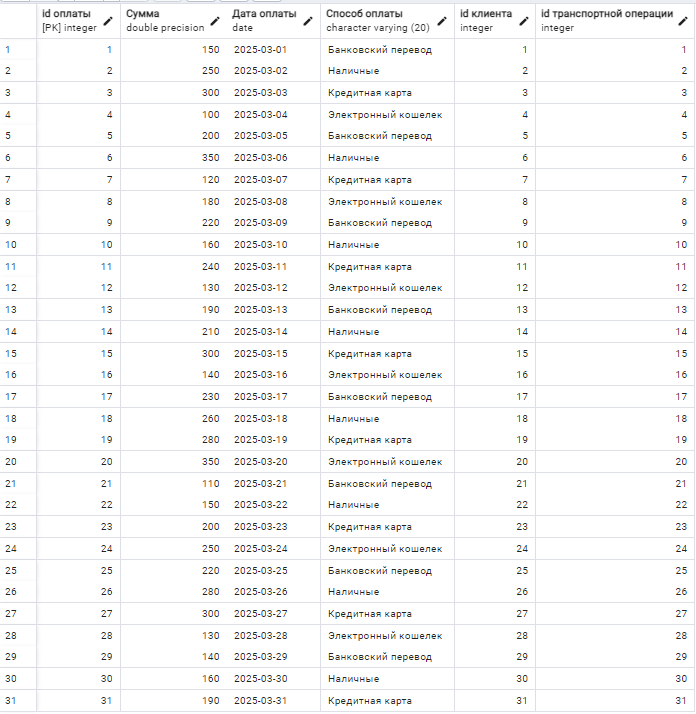 id оплаты Сумма Дата оплаты Способ оплаты id клиента id транспортной операции
[PK] integer double precision date character varying (20) integer integer
1 1 150 2025-03-01 Банковский перевод 1 1
2 2 250 2025-03-02 Наличные 2 2
3 3 300 2025-03-03 Кредитная карта 3 3
4 4 100 2025-03-04 Электронный кошелек 4 4
5 5 200 2025-03-05 Банковский перевод 5 5
6 6 350 2025-03-06 Наличные 6 6
7 7 120 2025-03-07 Кредитная карта 7 7
8 8 180 2025-03-08 Электронный кошелек 8 8
9 9 220 2025-03-09 Банковский перевод 9 9
10 10 160 2025-03-10 Наличные 10 10
11 11 240 2025-03-11 Кредитная карта 11 11
12 12 130 2025-03-12 Электронный кошелек 12 12
13 13 190 2025-03-13 Банковский перевод 13 13
14 14 210 2025-03-14 Наличные 14 14
15 15 300 2025-03-15 Кредитная карта 15 15
16 16 140 2025-03-16 Электронный кошелек 16 16
17 17 230 2025-03-17 Банковский перевод 17 17
18 18 260 2025-03-18 Наличные 18 18
19 19 280 2025-03-19 Кредитная карта 19 19
20 20 350 2025-03-20 Электронный кошелек 20 20
21 21 110 2025-03-21 Банковский перевод 21 21
22 22 150 2025-03-22 Наличные 22 22
23 23 200 2025-03-23 Кредитная карта 23 23
24 24 250 2025-03-24 Электронный кошелек 24 24
25 25 220 2025-03-25 Банковский перевод 25 25
26 26 280 2025-03-26 Наличные 26 26
27 27 300 2025-03-27 Кредитная карта 27 27
28 28 130 2025-03-28 Электронный кошелек 28 28
29 29 140 2025-03-29 Банковский перевод 29 29
30 30 160 2025-03-30 Наличные 30 30
31 31 190 2025-03-31 Кредитная карта 31 31